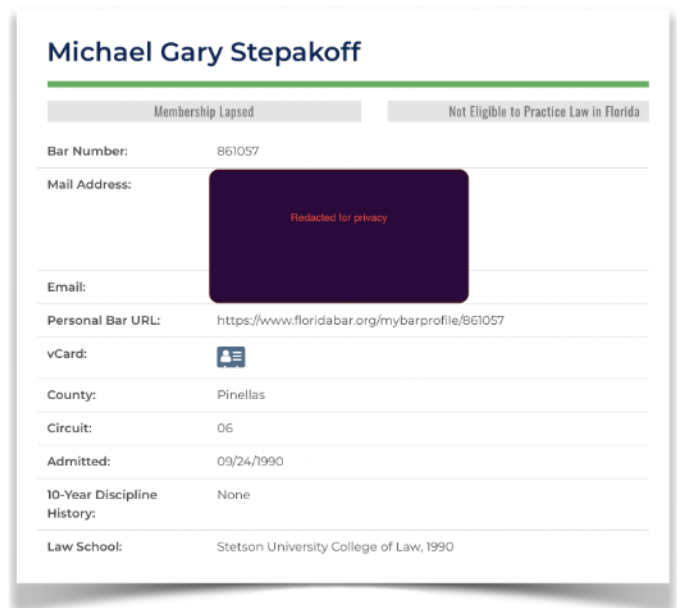 Michael Gary Stepakoff
Membership Lapsed
Not Eligible to Practice Law in Florida
Bar Number: 861057
Mail Address:
Redacted for privacy
Email:
Personal Bar URL: https://www.floridabar.org/mybarprofile/861057
vCard:
County: Pinellas
Circuit: 06
Admitted: 09/24/1990
10-Year Discipline None
History:
Law School: Stetson University College of Law, 1990